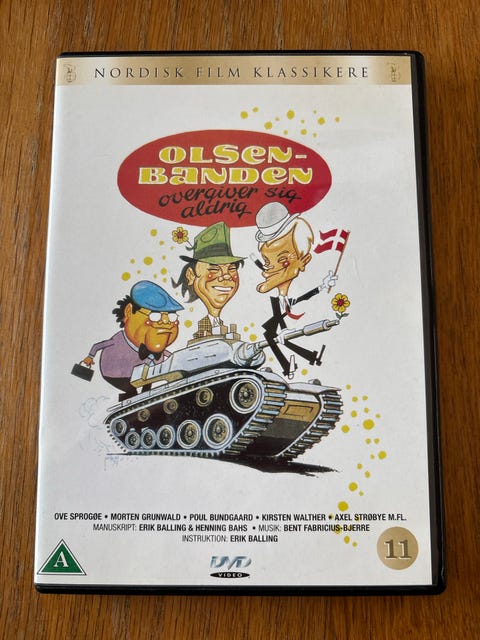 NORDISK FILM KLASSIKERE
OLSEN-
BANDEN
overgiver sig
aldrig
OVE SPROGØE • MORTEN GRUNWALD • POUL BUNDGAARD • KIRSTEN WALTHER • AXEL STRØBYE M.FL.
MANUSKRIPT: ERIK BALLING & HENNING BAHS • MUSIK: BENT FABRICIUS-BJERRE
INSTRUKTION: ERIK BALLING
A
DVD
VIDEO
11